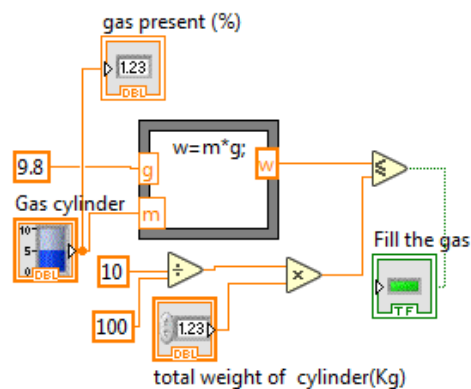 gas present (%)
1.23
DBL
w=m*g;
9.8
g
w
m
Gas cylinder
10
5
0
DBL
Fill the gas
TF
10
÷
×
≤
100
1.23
DBL
total weight of cylinder(Kg)